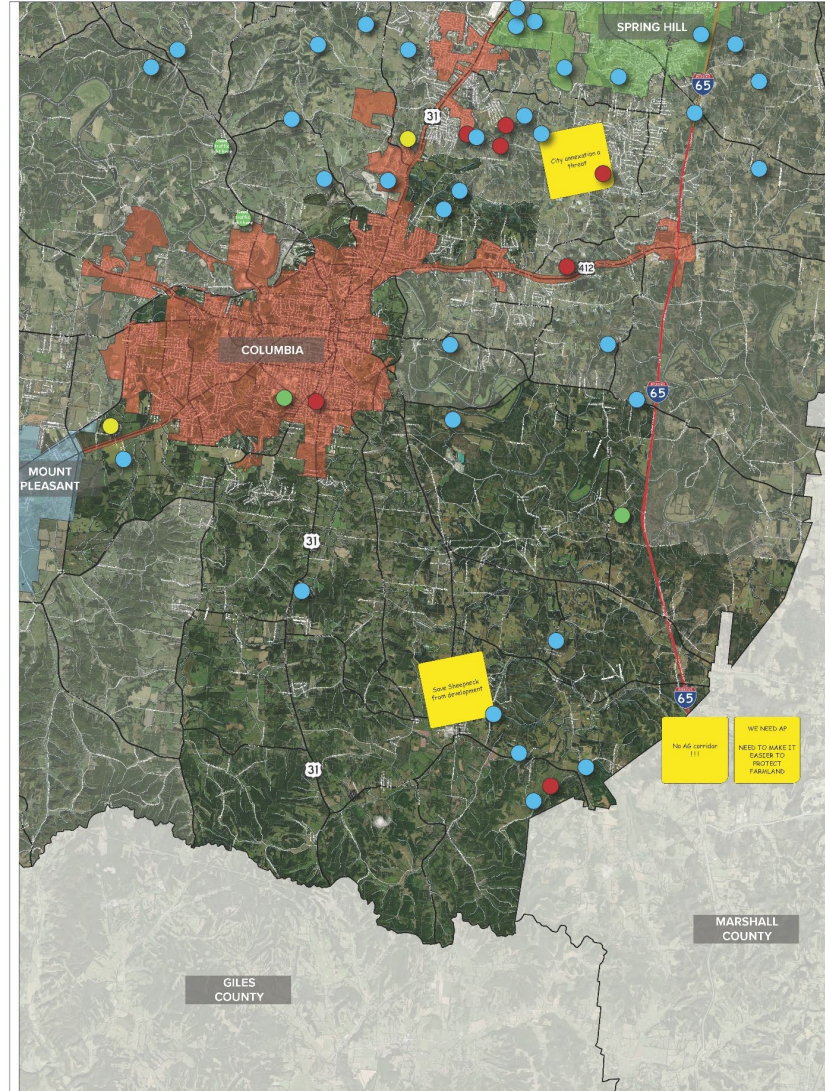 SPRING HILL
65
31
City annexation a
threat
412
COLUMBIA
65
MOUNT
PLEASANT
31
Save Sheepneck
from development
65
No AG corridor
!!!
WE NEED AP
NEED TO MAKE IT
EASIER TO
PROTECT
FARMLAND
31
MARSHALL
COUNTY
GILES
COUNTY